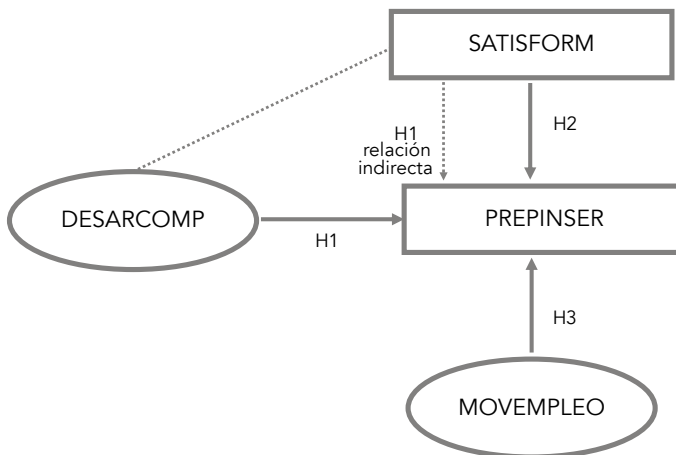 SATISFORM
H2
H1
relación
indirecta
DESARCOMP
H1
PREPINSER
H3
MOVEMPLEO